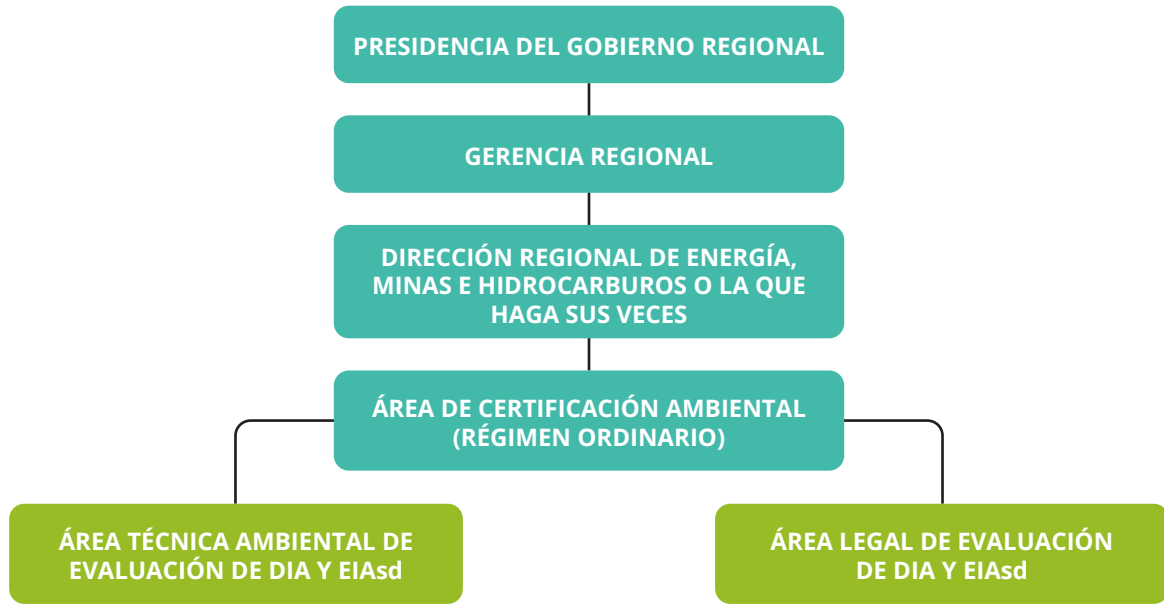 PRESIDENCIA DEL GOBIERNO REGIONAL
GERENCIA REGIONAL
DIRECCIÓN REGIONAL DE ENERGÍA,
MINAS E HIDROCARBUROS O LA QUE
HAGA SUS VECES
ÁREA DE CERTIFICACIÓN AMBIENTAL
(RÉGIMEN ORDINARIO)
ÁREA TÉCNICA AMBIENTAL DE
EVALUACIÓN DE DIA Y EIAsd
ÁREA LEGAL DE EVALUACIÓN
DE DIA Y EIAsd